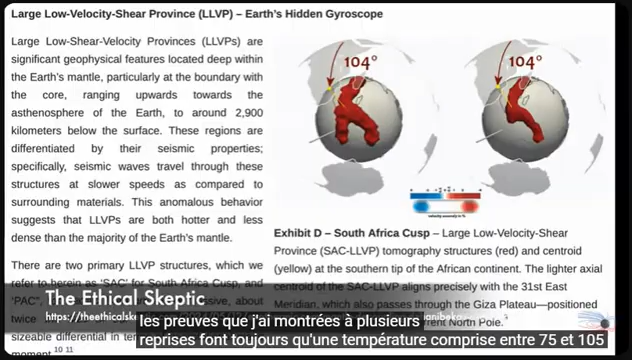 Large Low-Velocity-Shear Province (LLVP) – Earth's Hidden Gyroscope
Large Low-Shear-Velocity Provinces (LLVPs) are
significant geophysical features located deep within
the Earth's mantle, particularly at the boundary with
the core, ranging upwards towards the
asthenosphere of the Earth, to around 2,900
kilometers below the surface. These regions are
differentiated by their seismic properties;
specifically, seismic waves travel through these
structures at slower speeds as compared to
surrounding materials. This anomalous behavior
suggests that LLVPs are both hotter and less
dense than the majority of the Earth's mantle.
There are two primary LLVP structures, which we
refer to herein as 'SAC' for South Africa Cusp, and
"PAC",
twice
sizeable differential in
moment.
10 11
104°
104°
Exhibit D – South Africa Cusp – Large Low-Velocity-Shear
Province (SAC-LLVP) tomography structures (red) and centroid
(yellow) at the southern tip of the African continent. The lighter axial
centroid of the SAC-LLVP aligns precisely with the 31st East
Meridian, which also passes through the Giza Plateau—positioned
North Pole.
The Ethical Skeptic
les preuves que j'ai montrées à plusieurs
reprises font toujours qu'une température comprise entre 75 et 105